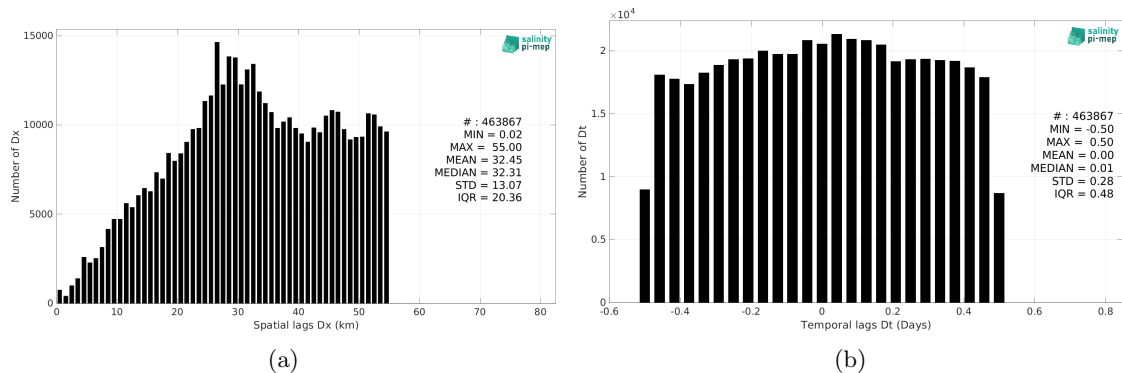 15000
10000
5000
0
Number of Dx
0 10 20 30 40 50 60 70 80
Spatial lags Dx (km)
salinity
pi-mep
# : 463867
MIN = 0.02
MAX = 55.00
MEAN = 32.45
MEDIAN = 32.31
STD = 13.07
IQR = 20.36
(a)
×10⁴
2
1.5
1
0.5
0
Number of Dt
-0.6 -0.4 -0.2 0 0.2 0.4 0.6 0.8
Temporal lags Dt (Days)
salinity
pi-mep
# : 463867
MIN = -0.50
MAX = 0.50
MEAN = 0.00
MEDIAN = 0.01
STD = 0.28
IQR = 0.48
(b)